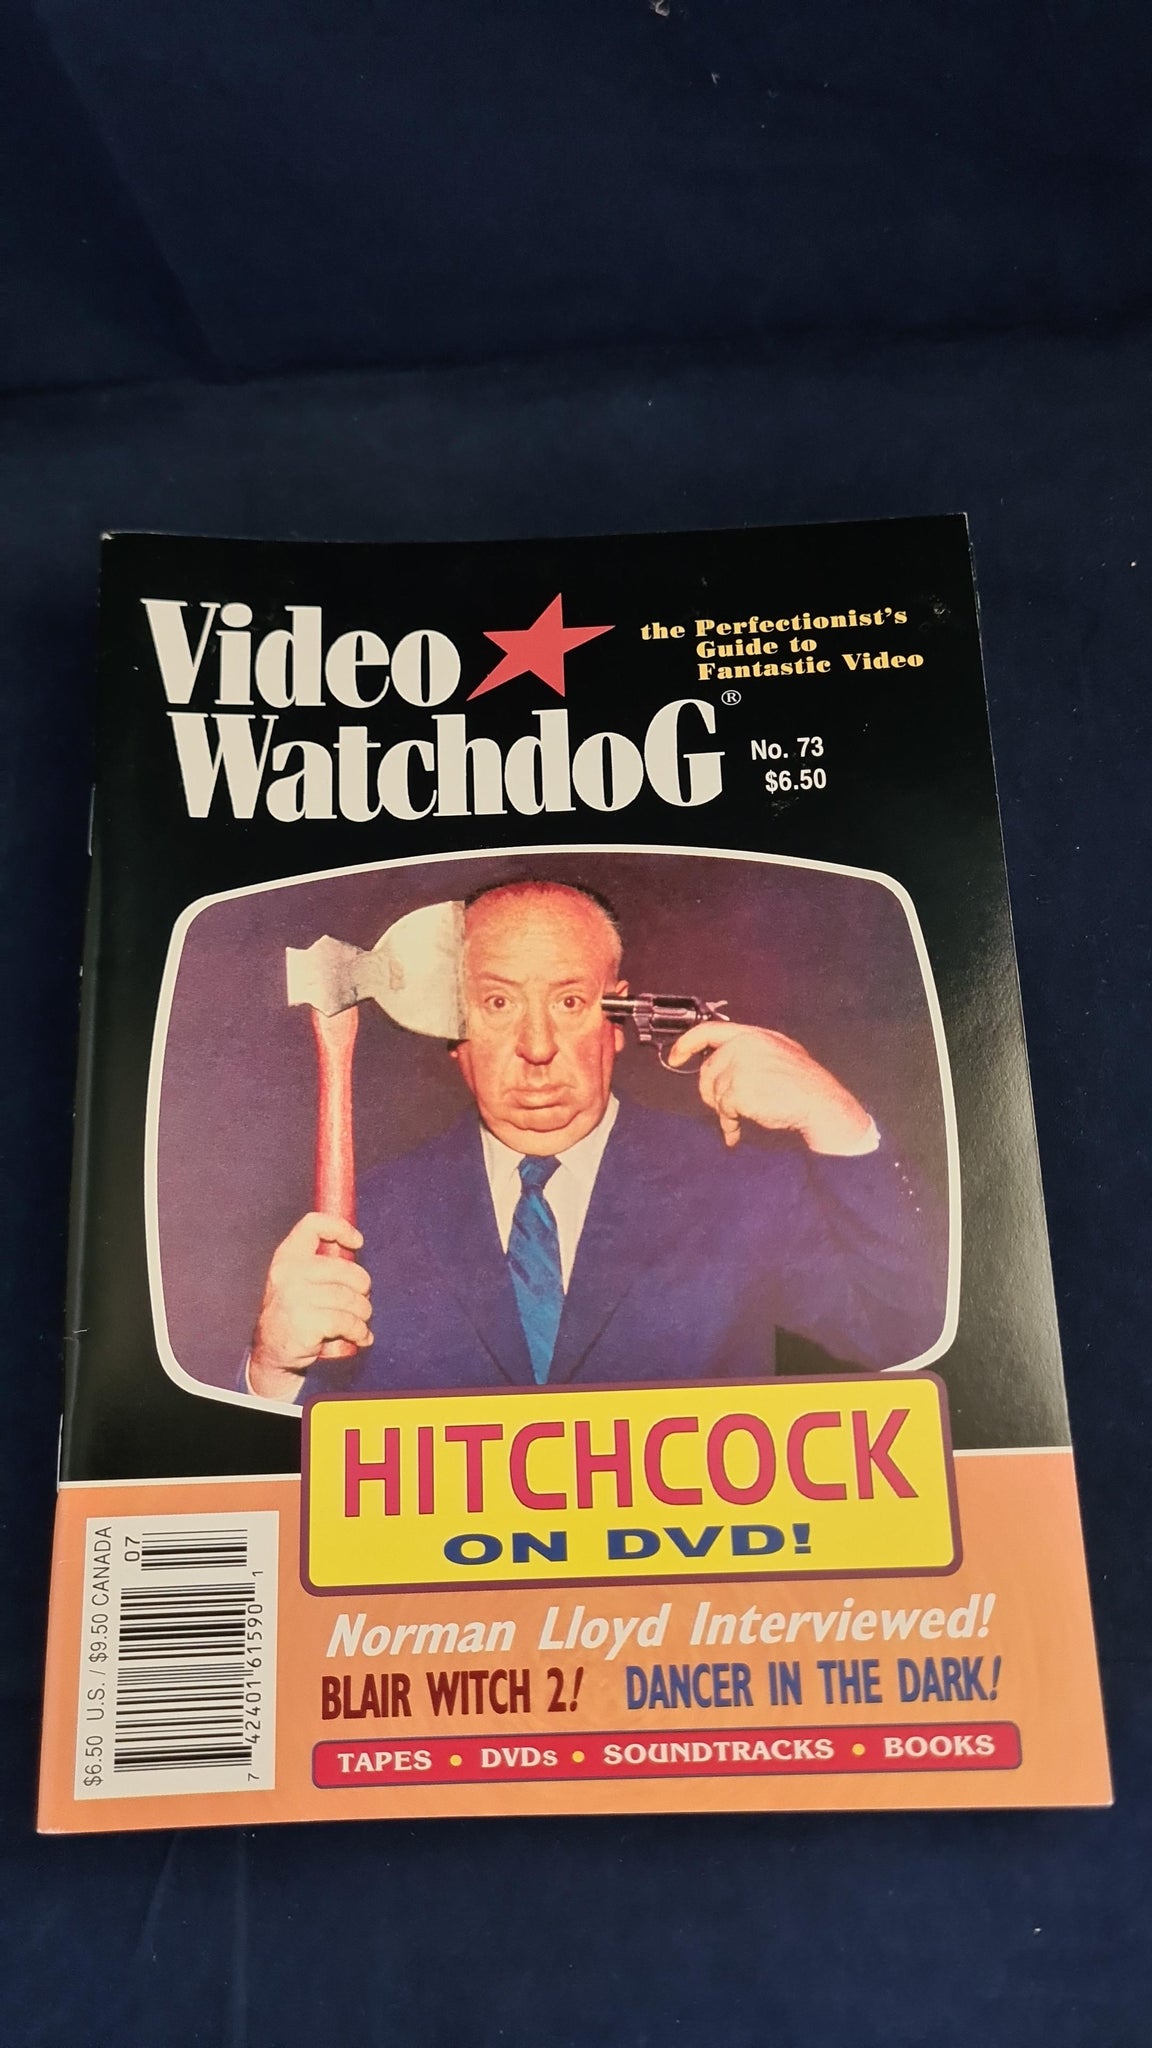 Video
WatchdoG®
the Perfectionist's
Guide to
Fantastic Video
No. 73
$6.50
HITCHCOCK
ON DVD!
Norman Lloyd Interviewed!
BLAIR WITCH 2! DANCER IN THE DARK!
TAPES • DVDs • SOUNDTRACKS • BOOKS
$6.50 U.S. / $9.50 CANADA
07
7 42401 61590 1